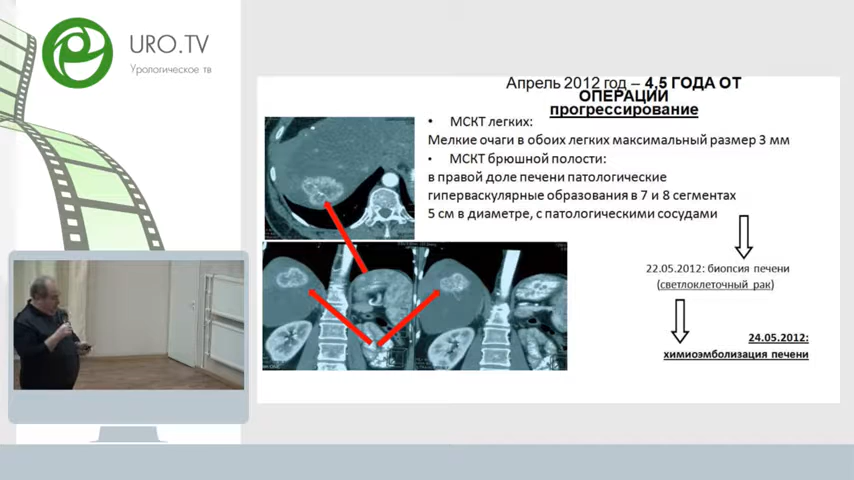 URO.TV
Урологическое тв
Апрель 2012 год – 4,5 ГОДА ОТ
ОПЕРАЦИИ
прогрессирование
• МСКТ легких:
Мелкие очаги в обоих легких максимальный размер 3 мм
• МСКТ брюшной полости:
в правой доле печени патологические
гиперваскулярные образования в 7 и 8 сегментах
5 см в диаметре, с патологическими сосудами
22.05.2012: биопсия печени
(светлоклеточный рак)
24.05.2012:
химиоэмболизация печени